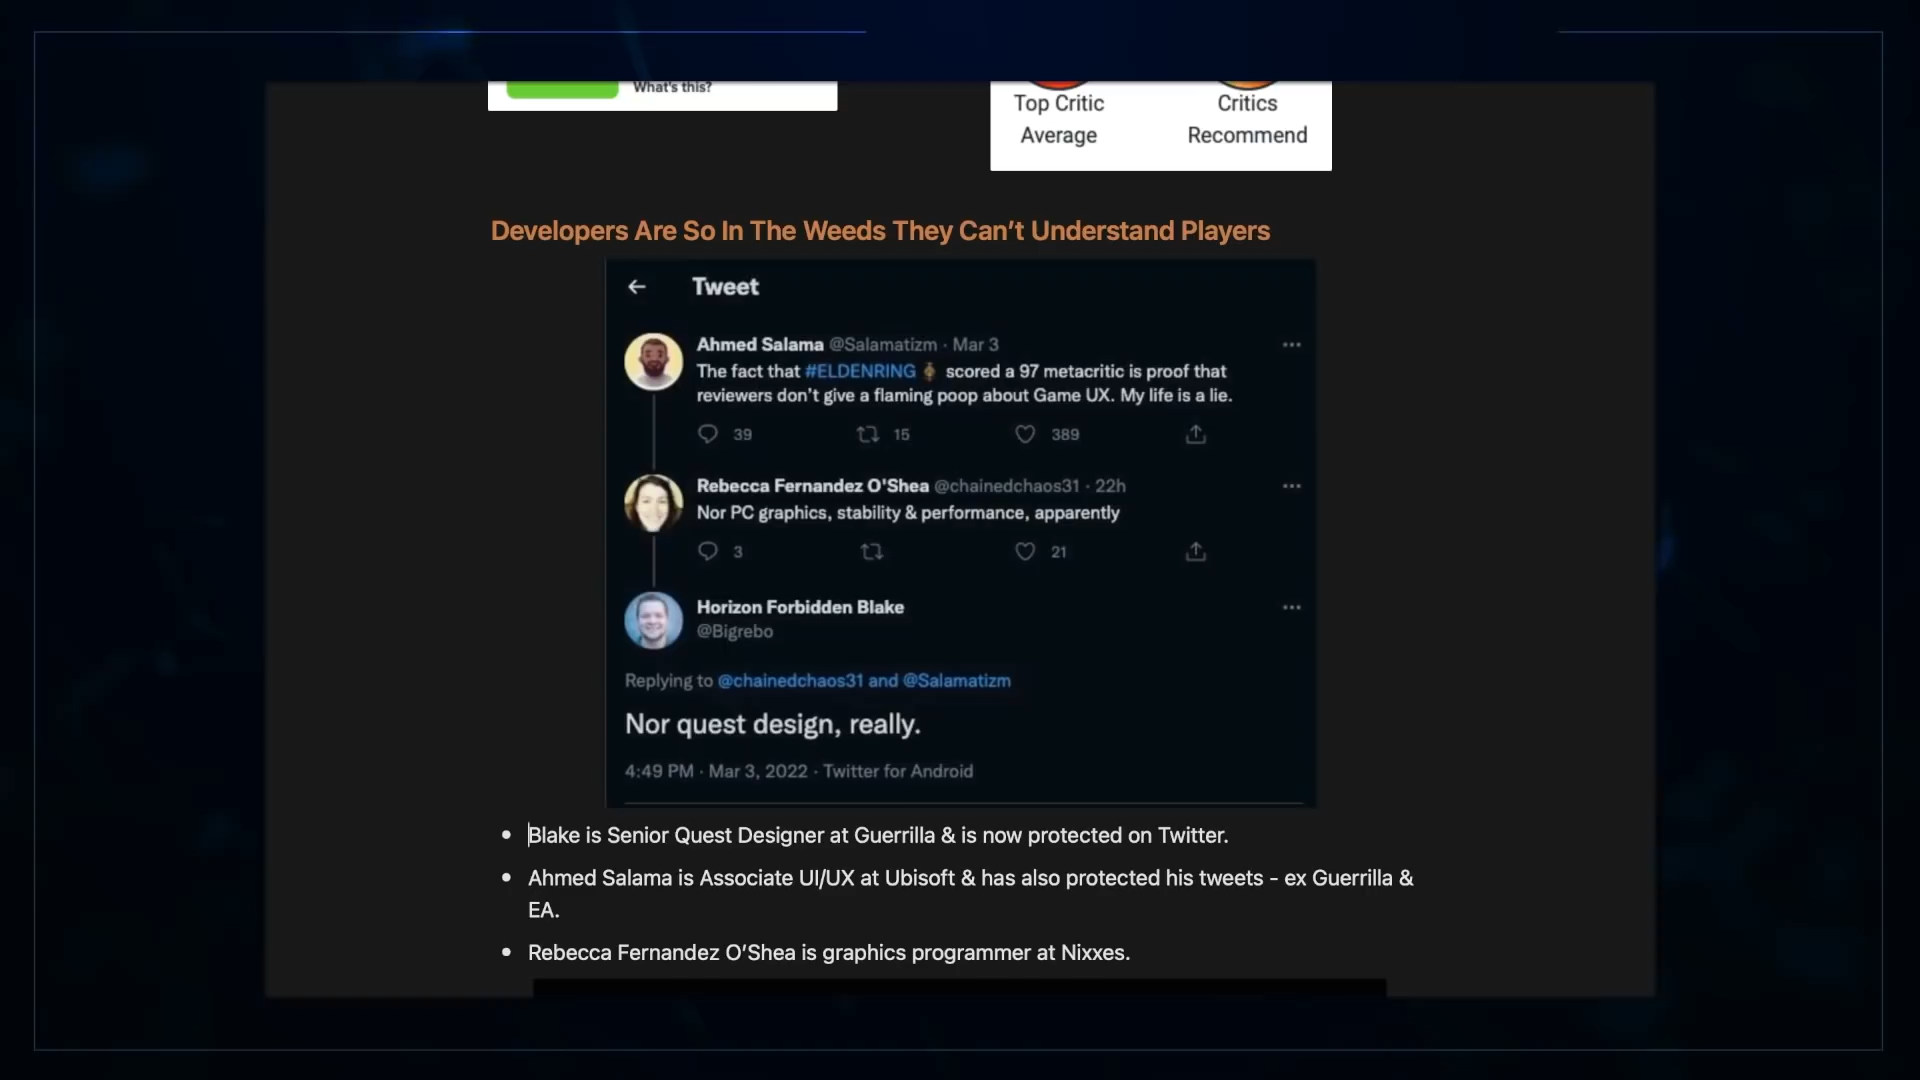 What's this?
Top Critic
Average
Critics
Recommend
Developers Are So In The Weeds They Can’t Understand Players
Tweet
Ahmed Salama @Salamatizm · Mar 3
The fact that #ELDENRING scored a 97 metacritic is proof that
reviewers don’t give a flaming poop about Game UX. My life is a lie.
39 15 389
Rebecca Fernandez O'Shea @chainedchaos31 · 22h
Nor PC graphics, stability & performance, apparently
3 21
Horizon Forbidden Blake
@Bigrebo
Replying to @chainedchaos31 and @Salamatizm
Nor quest design, really.
4:49 PM · Mar 3, 2022 · Twitter for Android
• Blake is Senior Quest Designer at Guerrilla & is now protected on Twitter.
• Ahmed Salama is Associate UI/UX at Ubisoft & has also protected his tweets - ex Guerrilla &
EA.
• Rebecca Fernandez O’Shea is graphics programmer at Nixxes.